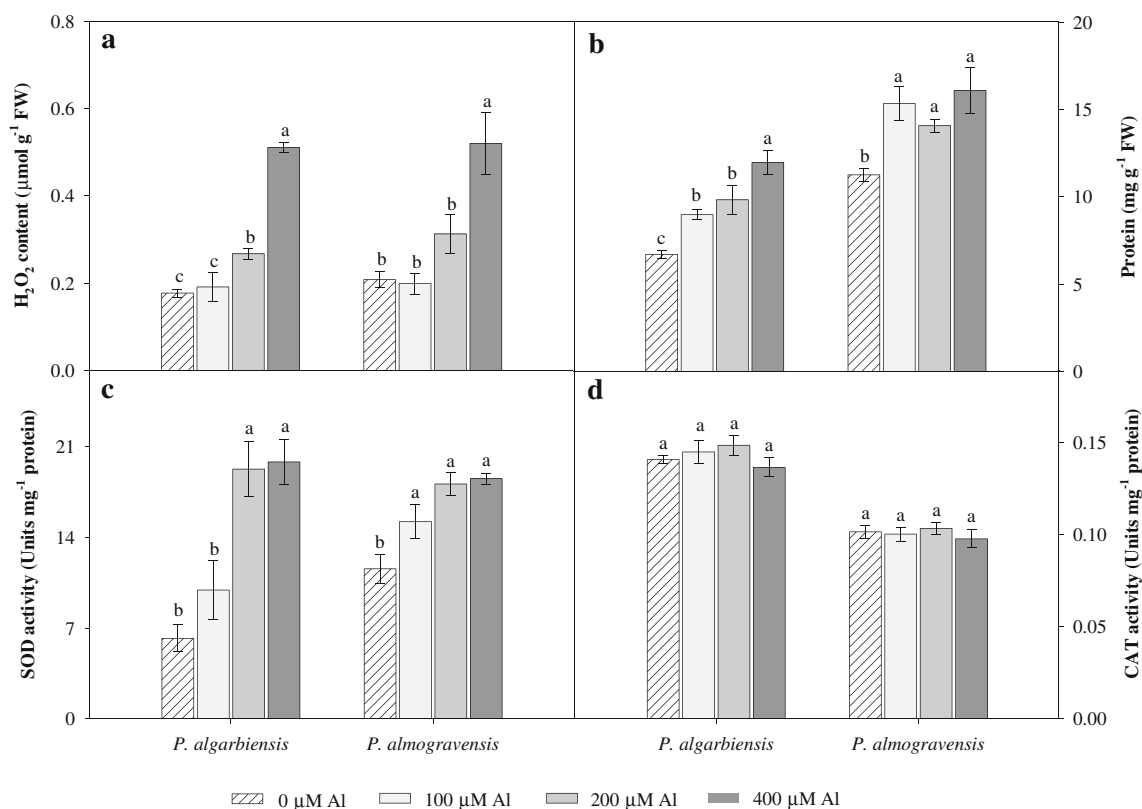 a
H₂O₂ content (μmol g⁻¹ FW)
0.8
0.6
0.4
0.2
0.0
c
c
b
a
b
b
b
a
b
Protein (mg g⁻¹ FW)
20
15
10
5
0
c
b
b
a
b
a
a
a
c
SOD activity (Units mg⁻¹ protein)
21
14
7
0
b
b
a
a
b
a
a
a
d
CAT activity (Units mg⁻¹ protein)
0.15
0.10
0.05
0.00
a
a
a
a
a
a
a
a
P. algarbiensis
P. almogravensis
P. algarbiensis
P. almogravensis
0 μM Al
100 μM Al
200 μM Al
400 μM Al